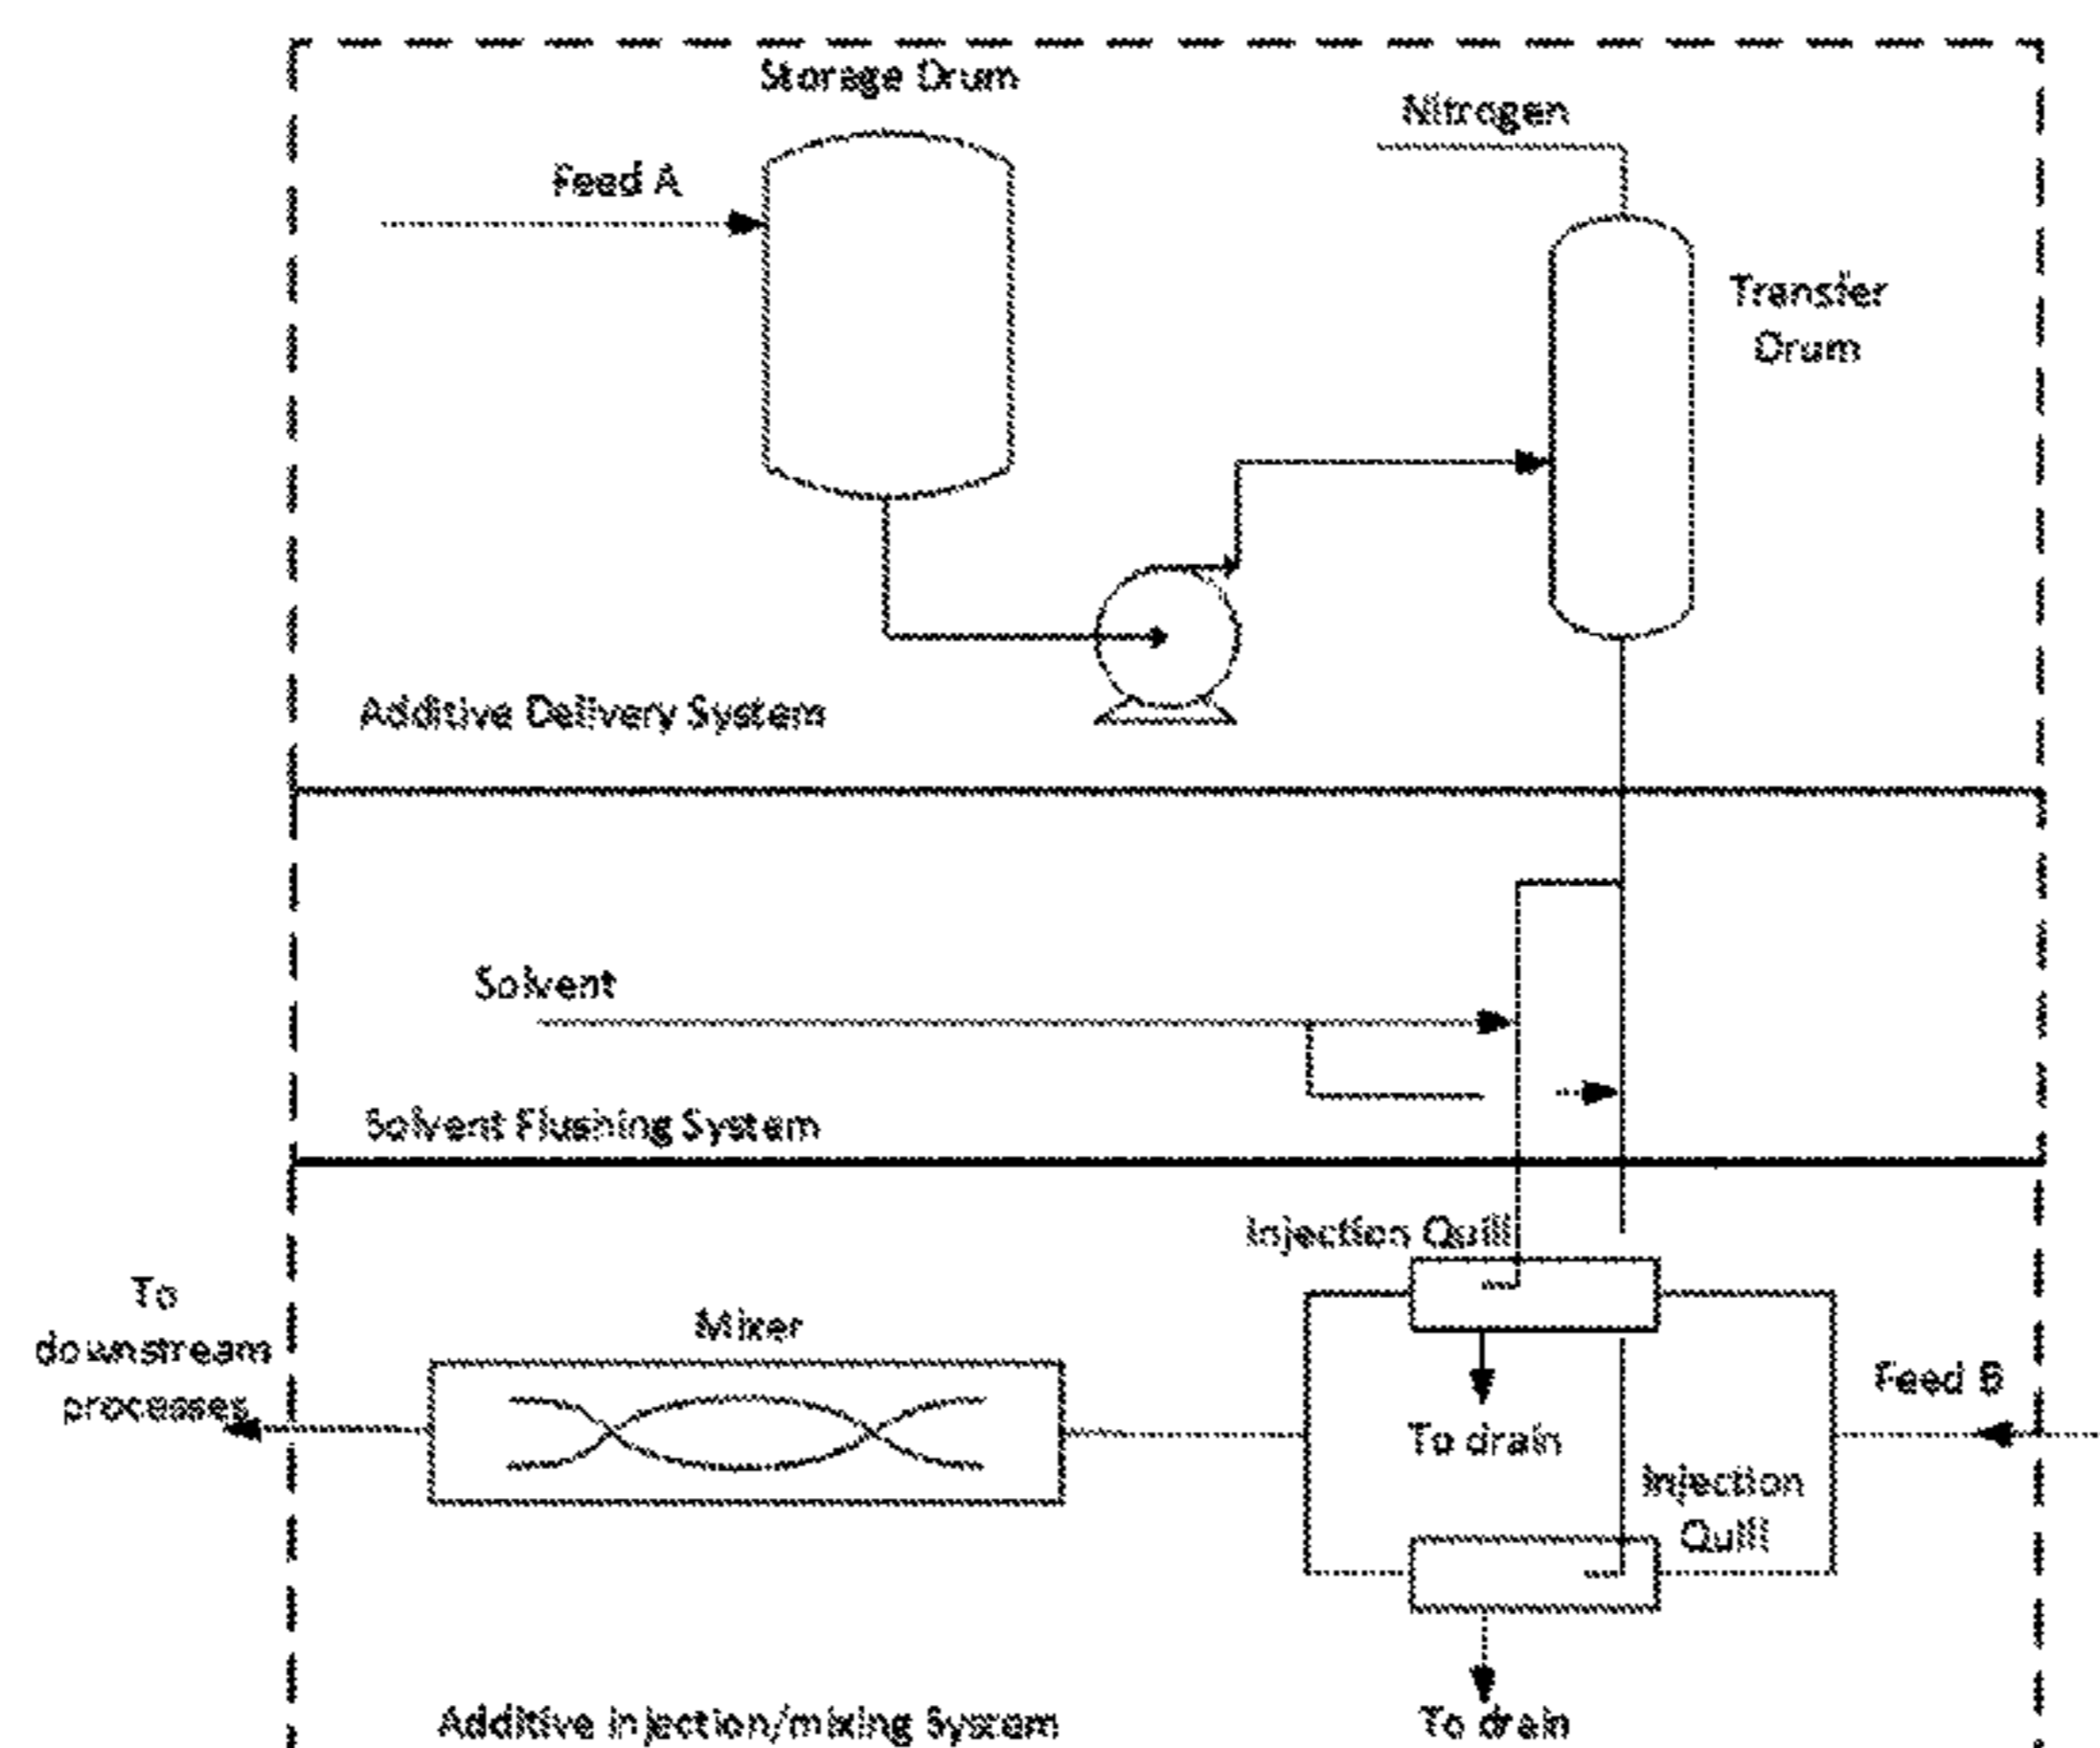 Storage Drum
Nitrogen
Feed A
Transfer
Drum
Additive Delivery System
Solvent
Solvent Flushing System
Injection Quill
To
downstream
processes
Mixer
Feed B
To drain
Injection
Quill
Additive injection/mixing System
To drain